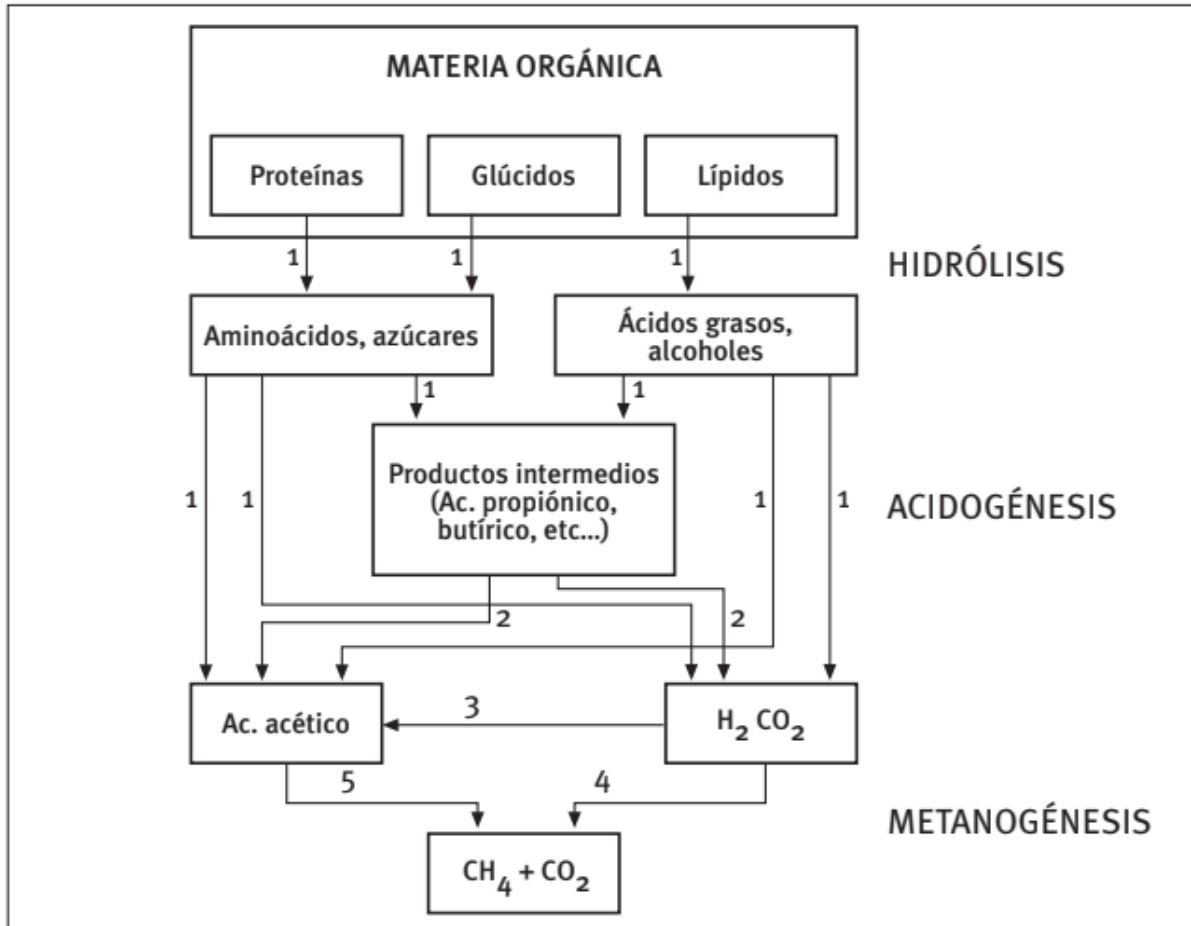 MATERIA ORGÁNICA
Proteínas
Glúcidos
Lípidos
1
1
1
HIDRÓLISIS
Aminoácidos, azúcares
Ácidos grasos,
alcoholes
1
1
Productos intermedios
(Ac. propiónico,
butírico, etc...)
1
1
1
1
ACIDOGÉNESIS
2
2
Ac. acético
3
H₂ CO₂
5
4
METANOGÉNESIS
CH₄ + CO₂